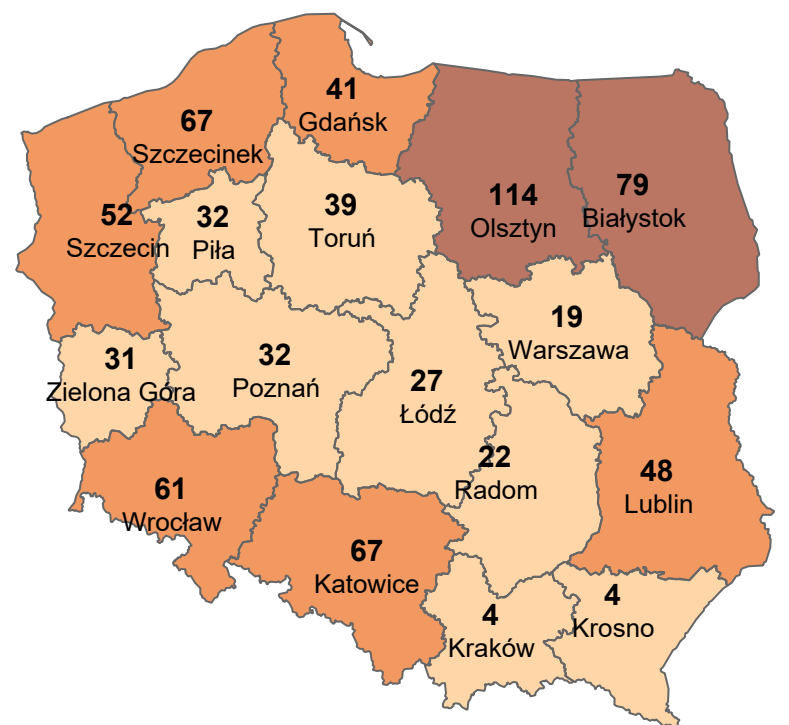 41
Gdańsk
67
Szczecinek
114
Olsztyn
79
Białystok
52
Szczecin
32
Piła
39
Toruń
19
Warszawa
31
Zielona Góra
32
Poznań
27
Łódź
22
Radom
48
Lublin
61
Wrocław
67
Katowice
4
Kraków
4
Krosno